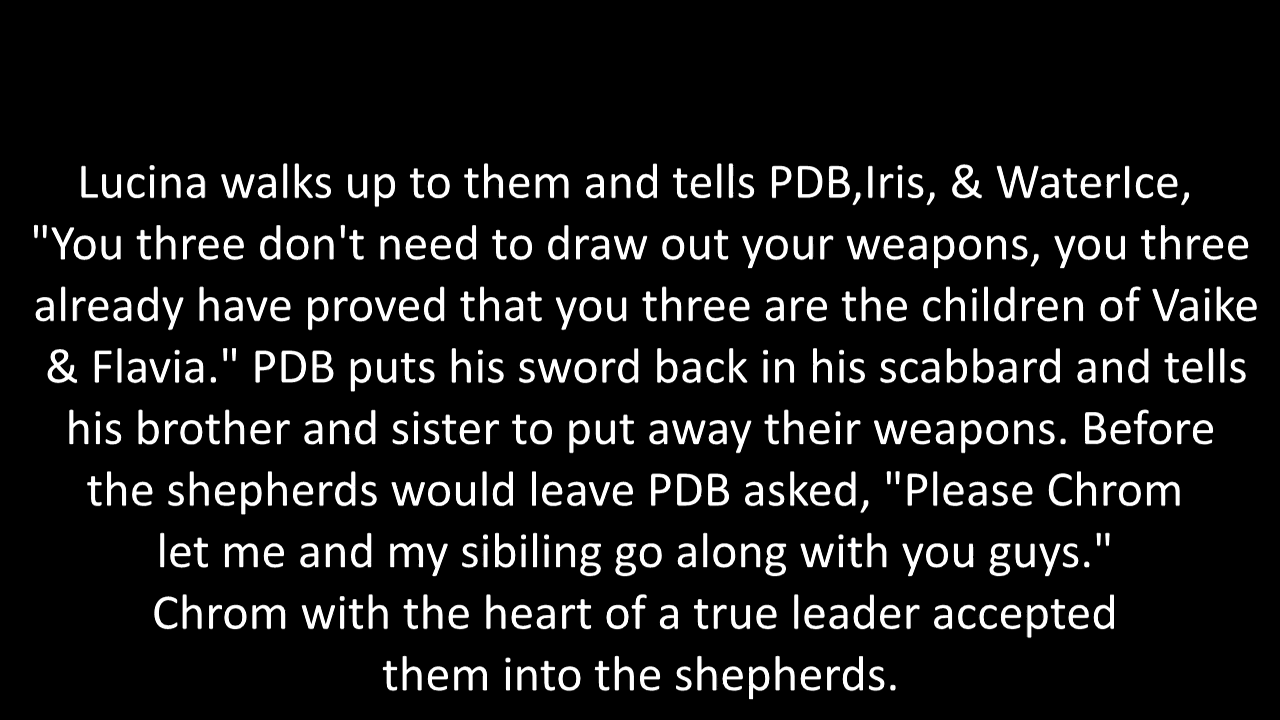 Lucina walks up to them and tells PDB,Iris, & WaterIce,
"You three don't need to draw out your weapons, you three
already have proved that you three are the children of Vaike
& Flavia." PDB puts his sword back in his scabbard and tells
his brother and sister to put away their weapons. Before
the shepherds would leave PDB asked, "Please Chrom
let me and my sibiling go along with you guys."
Chrom with the heart of a true leader accepted
them into the shepherds.